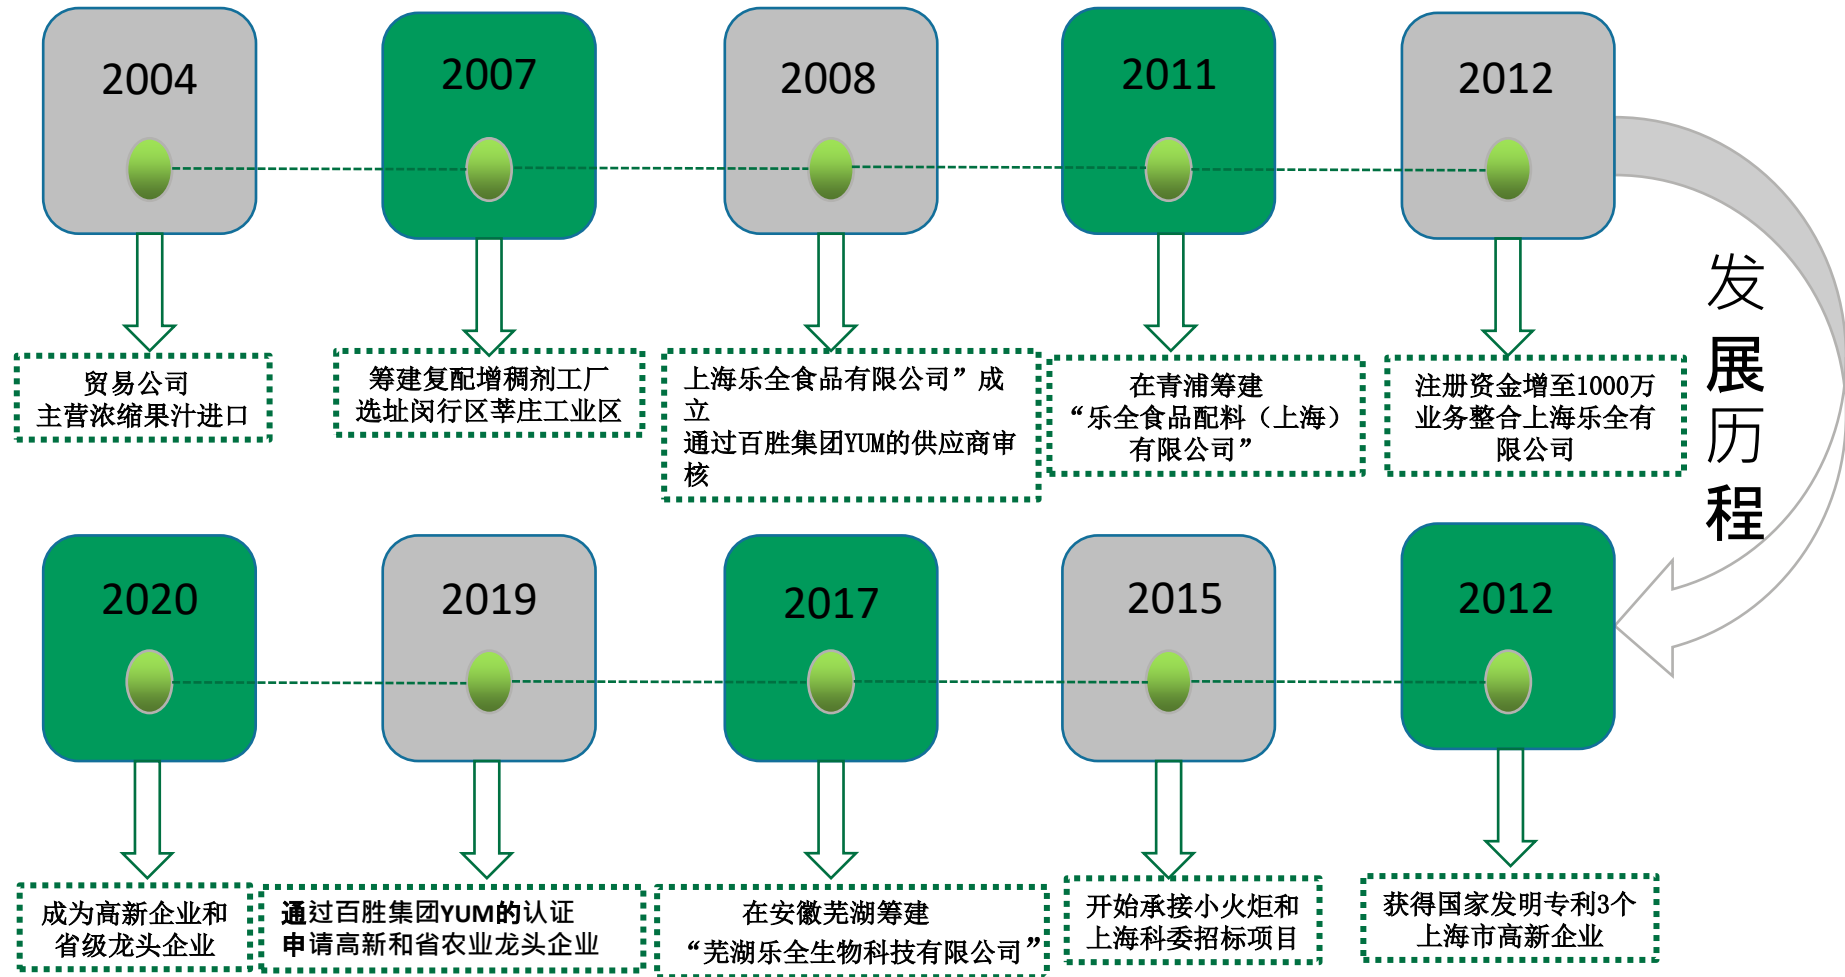 2004
2007
2008
2011
2012
贸易公司
主营浓缩果汁进口
筹建复配增稠剂工厂
选址闵行区莘庄工业区
上海乐全食品有限公司”成
立
通过百胜集团YUM的供应商审
核
在青浦筹建
“乐全食品配料（上海）
有限公司”
注册资金增至1000万
业务整合上海乐全有
限公司
发
展
历
程
2012
2015
2017
2019
2020
获得国家发明专利3个
上海市高新企业
开始承接小火炬和
上海科委招标项目
在安徽芜湖筹建
“芜湖乐全生物科技有限公司”
通过百胜集团YUM的认证
申请高新和省农业龙头企业
成为高新企业和
省级龙头企业